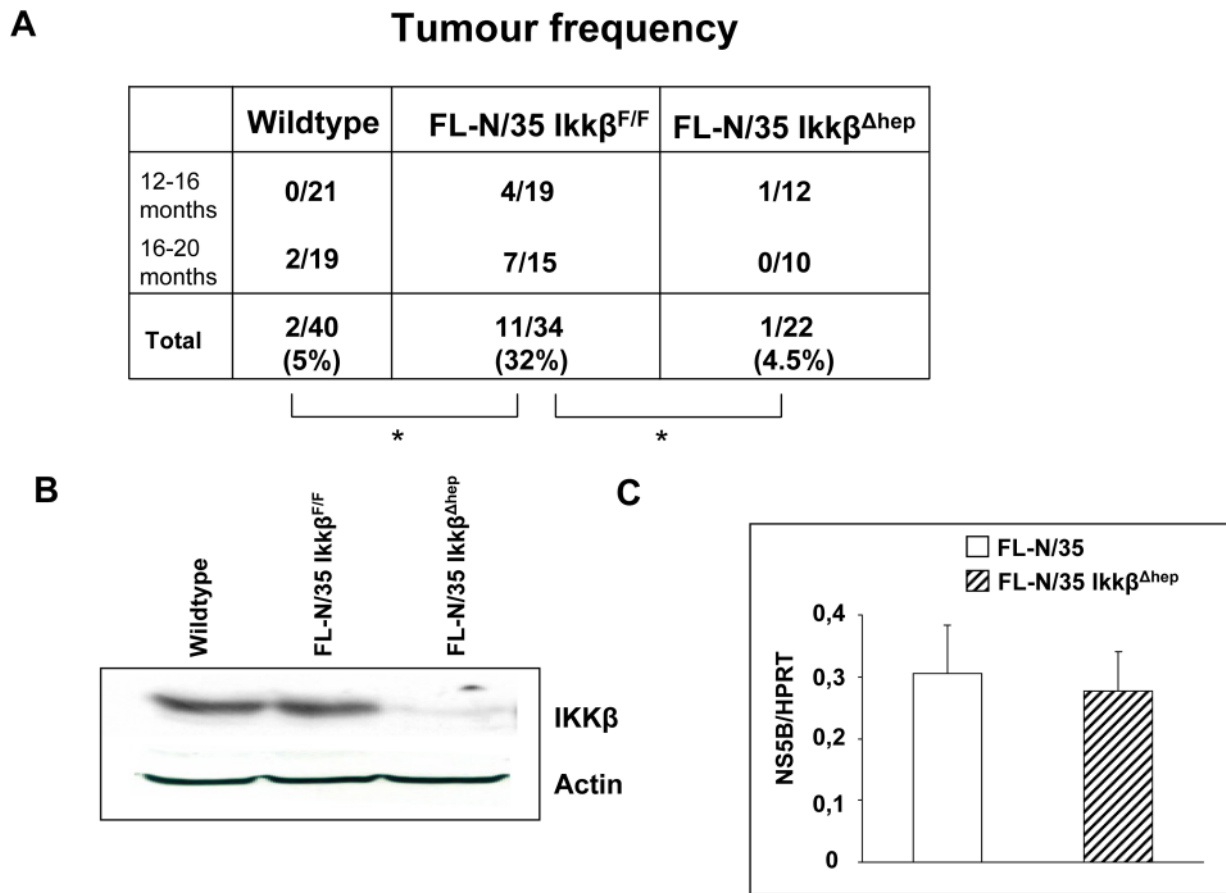 A
Tumour frequency
Wildtype FL-N/35 Ikkβ^F/F FL-N/35 Ikkβ^Δhep
12-16 months 0/21 4/19 1/12
16-20 months 2/19 7/15 0/10
Total 2/40 (5%) 11/34 (32%) 1/22 (4.5%)
* *
B
Wildtype
FL-N/35 Ikkβ^F/F
FL-N/35 Ikkβ^Δhep
IKKβ
Actin
C
FL-N/35
FL-N/35 Ikkβ^Δhep
NS5B/HPRT
0,4
0,3
0,2
0,1
0